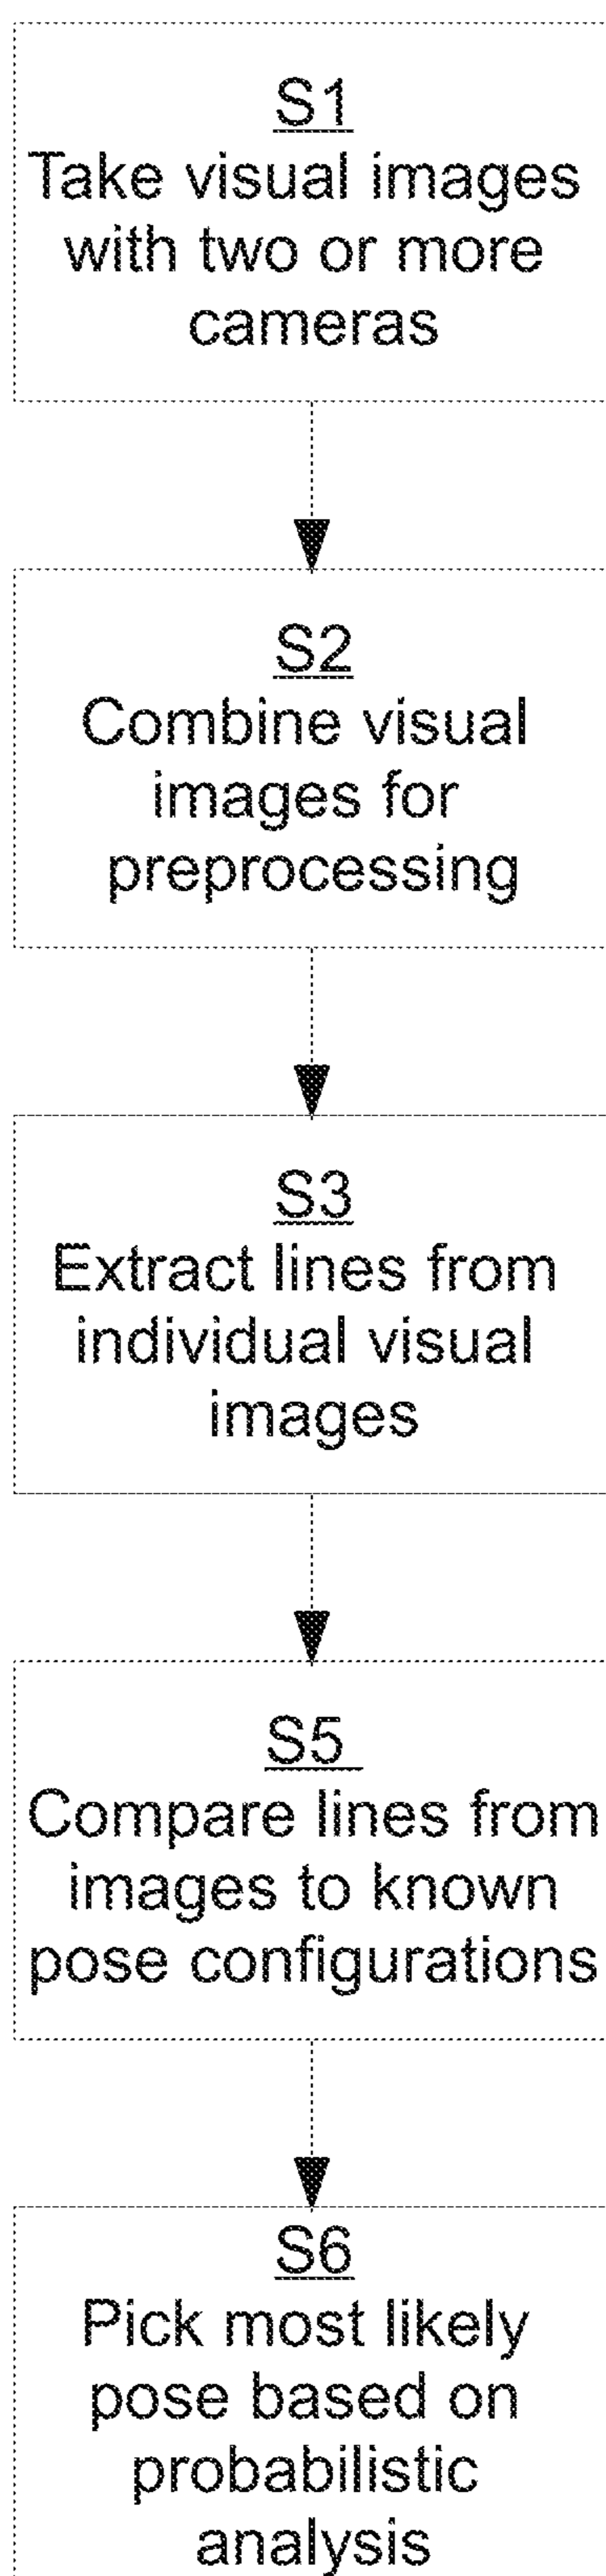 S1
Take visual images
with two or more
cameras
S2
Combine visual
images for
preprocessing
S3
Extract lines from
individual visual
images
S5
Compare lines from
images to known
pose configurations
S6
Pick most likely
pose based on
probabilistic
analysis